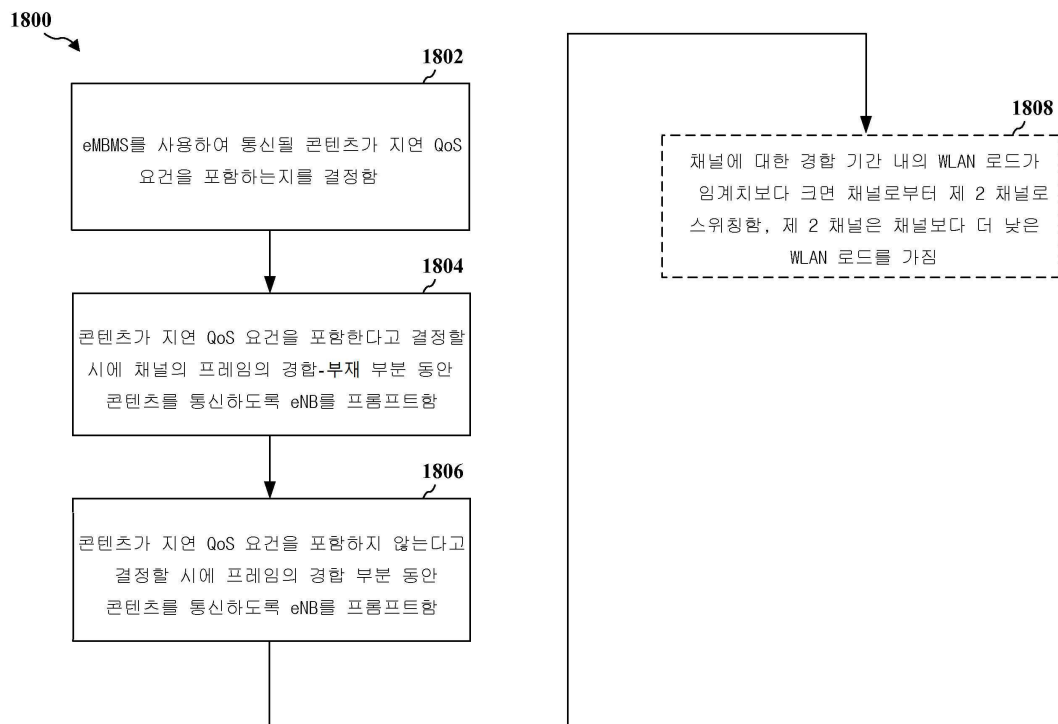 1800
1802
eMBMS를 사용하여 통신될 콘텐츠가 지연 QoS
요건을 포함하는지를 결정함
1804
콘텐츠가 지연 QoS 요건을 포함한다고 결정할
시에 채널의 프레임의 경합-부재 부분 동안
콘텐츠를 통신하도록 eNB를 프롬프트함
1806
콘텐츠가 지연 QoS 요건을 포함하지 않는다고
결정할 시에 프레임의 경합 부분 동안
콘텐츠를 통신하도록 eNB를 프롬프트함
1808
채널에 대한 경합 기간 내의 WLAN 로드가
임계치보다 크면 채널로부터 제 2 채널로
스위칭함, 제 2 채널은 채널보다 더 낮은
WLAN 로드를 가짐